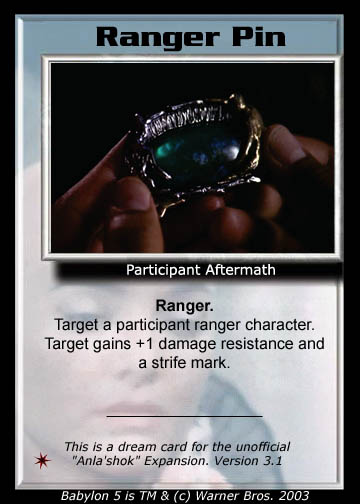 Ranger Pin
Participant Aftermath
Ranger.
Target a participant ranger character.
Target gains +1 damage resistance and
a strife mark.
This is a dream card for the unofficial
"Anla'shok" Expansion. Version 3.1
Babylon 5 is TM & (c) Warner Bros. 2003